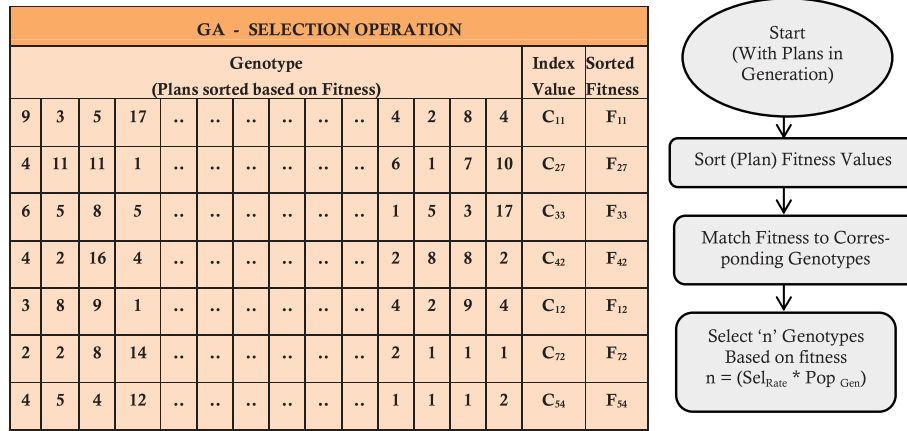 GA - SELECTION OPERATION
Genotype
(Plans sorted based on Fitness)
Index
Value
Sorted
Fitness
9 3 5 17 .. .. .. .. .. .. 4 2 8 4 C11 F11
4 11 11 1 .. .. .. .. .. .. 6 1 7 10 C27 F27
6 5 8 5 .. .. .. .. .. .. 1 5 3 17 C33 F33
4 2 16 4 .. .. .. .. .. .. 2 8 8 2 C42 F42
3 8 9 1 .. .. .. .. .. .. 4 2 9 4 C12 F12
2 2 8 14 .. .. .. .. .. .. 2 1 1 1 C72 F72
4 5 4 12 .. .. .. .. .. .. 1 1 1 2 C54 F54
Start
(With Plans in
Generation)
Sort (Plan) Fitness Values
Match Fitness to Corres-
ponding Genotypes
Select ‘n’ Genotypes
Based on fitness
n = (SelRate * Pop Gen)